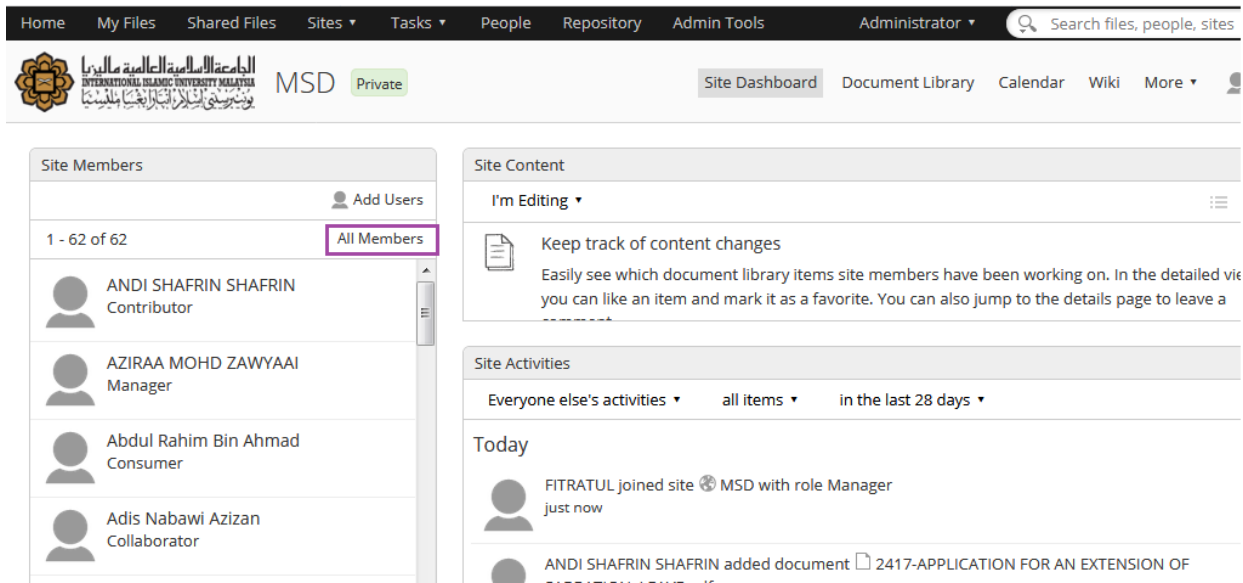 Home My Files Shared Files Sites ▾ Tasks ▾ People Repository Admin Tools Administrator ▾ Search files, people, sites
الجامعة الإسلامية العالمية ماليزيا
INTERNATIONAL ISLAMIC UNIVERSITY MALAYSIA
MSD Private Site Dashboard Document Library Calendar Wiki More ▾
Site Members
Add Users
1 - 62 of 62 All Members
ANDI SHAFRIN SHAFRIN
Contributor
AZIRAA MOHD ZAWYAAI
Manager
Abdul Rahim Bin Ahmad
Consumer
Adis Nabawi Azizan
Collaborator
Site Content
I'm Editing ▾
Keep track of content changes
Easily see which document library items site members have been working on. In the detailed vie
you can like an item and mark it as a favorite. You can also jump to the details page to leave a
Site Activities
Everyone else's activities ▾ all items ▾ in the last 28 days ▾
Today
FITRATUL joined site MSD with role Manager
just now
ANDI SHAFRIN SHAFRIN added document 2417-APPLICATION FOR AN EXTENSION OF